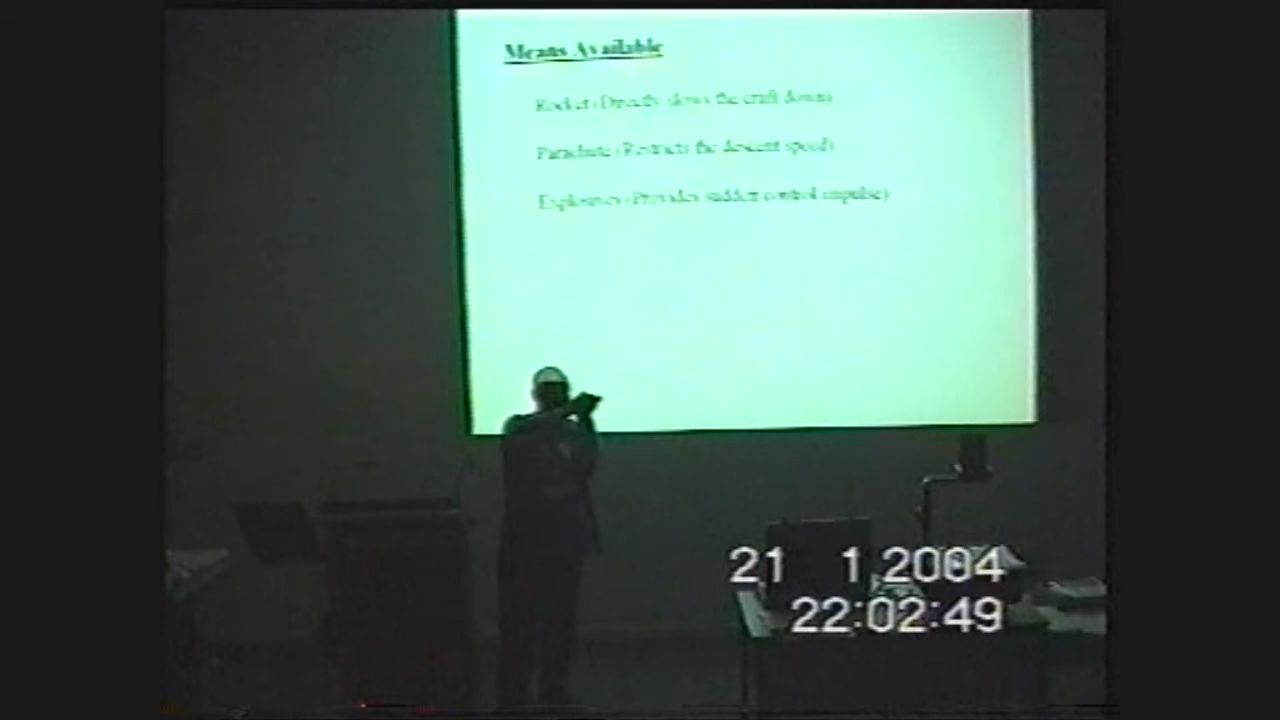 Means Available
Rocket (Directly slows the craft down)
Parachute (Restricts the descent speed)
Explosives (Provides sudden control impulse)
21 1 2004
22:02:49